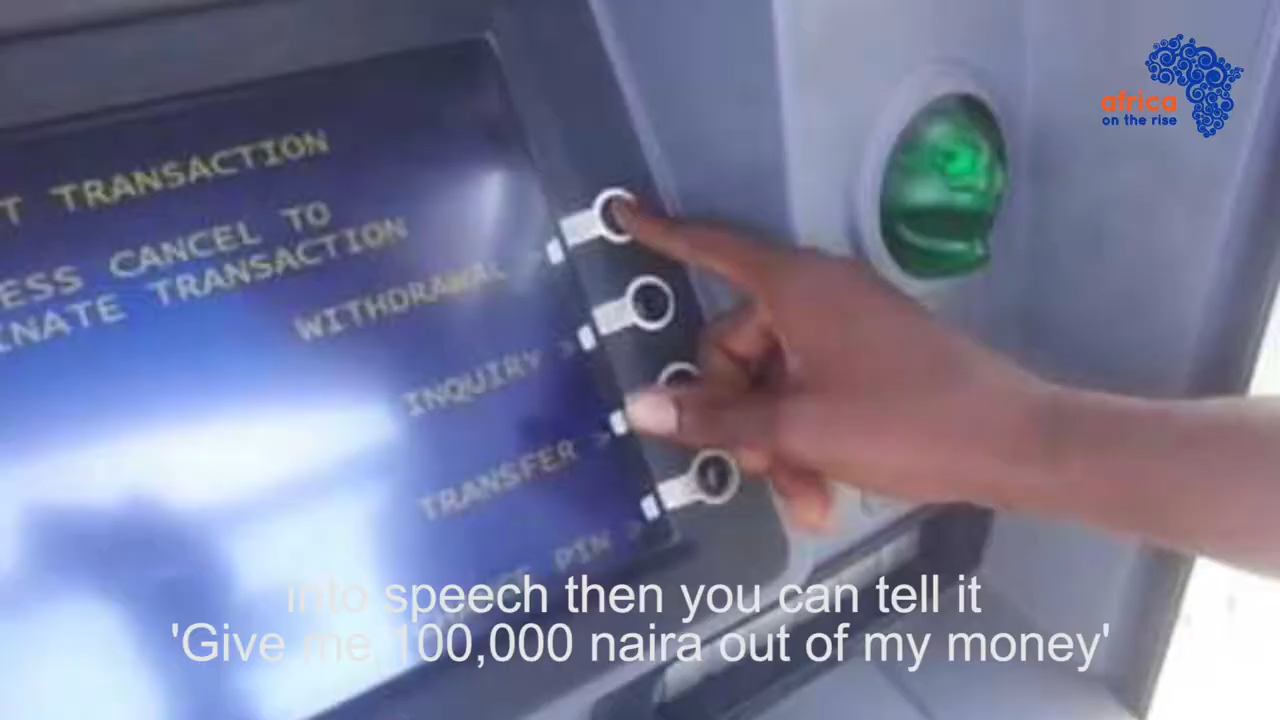 T TRANSACTION
ESS CANCEL TO
INATE TRANSACTION
WITHDRAWAL >
INQUIRY >
TRANSFER >
PIN >
africa
on the rise
into speech then you can tell it
'Give me 100,000 naira out of my money'